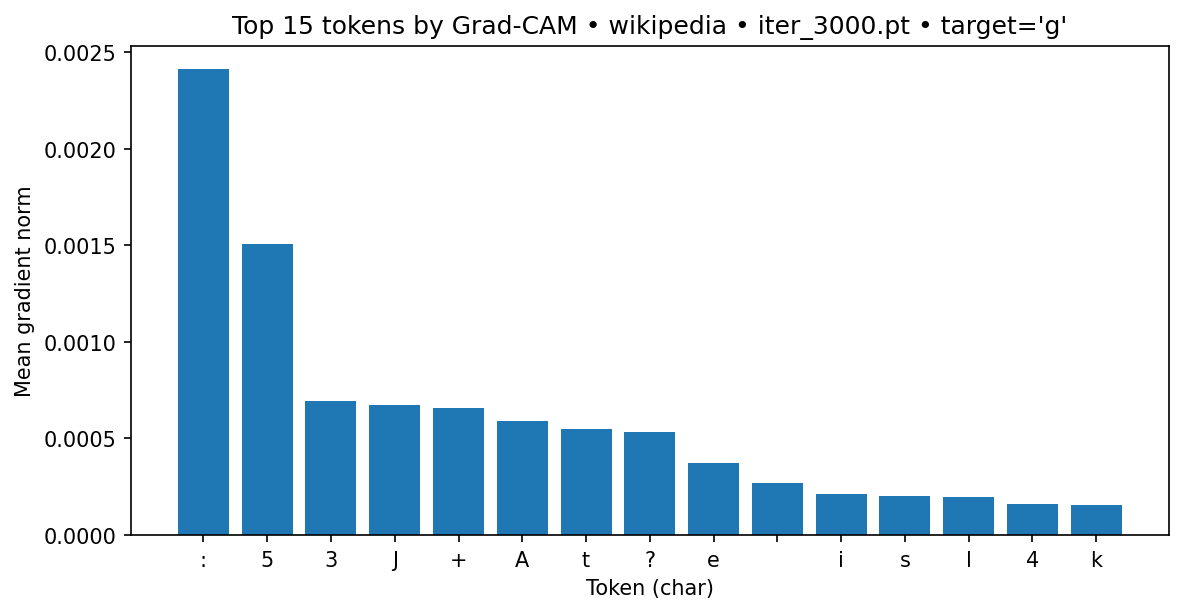 Top 15 tokens by Grad-CAM • wikipedia • iter_3000.pt • target='g'
Mean gradient norm
0.0025
0.0020
0.0015
0.0010
0.0005
0.0000
: 5 3 J + A t ? e i s l 4 k
Token (char)